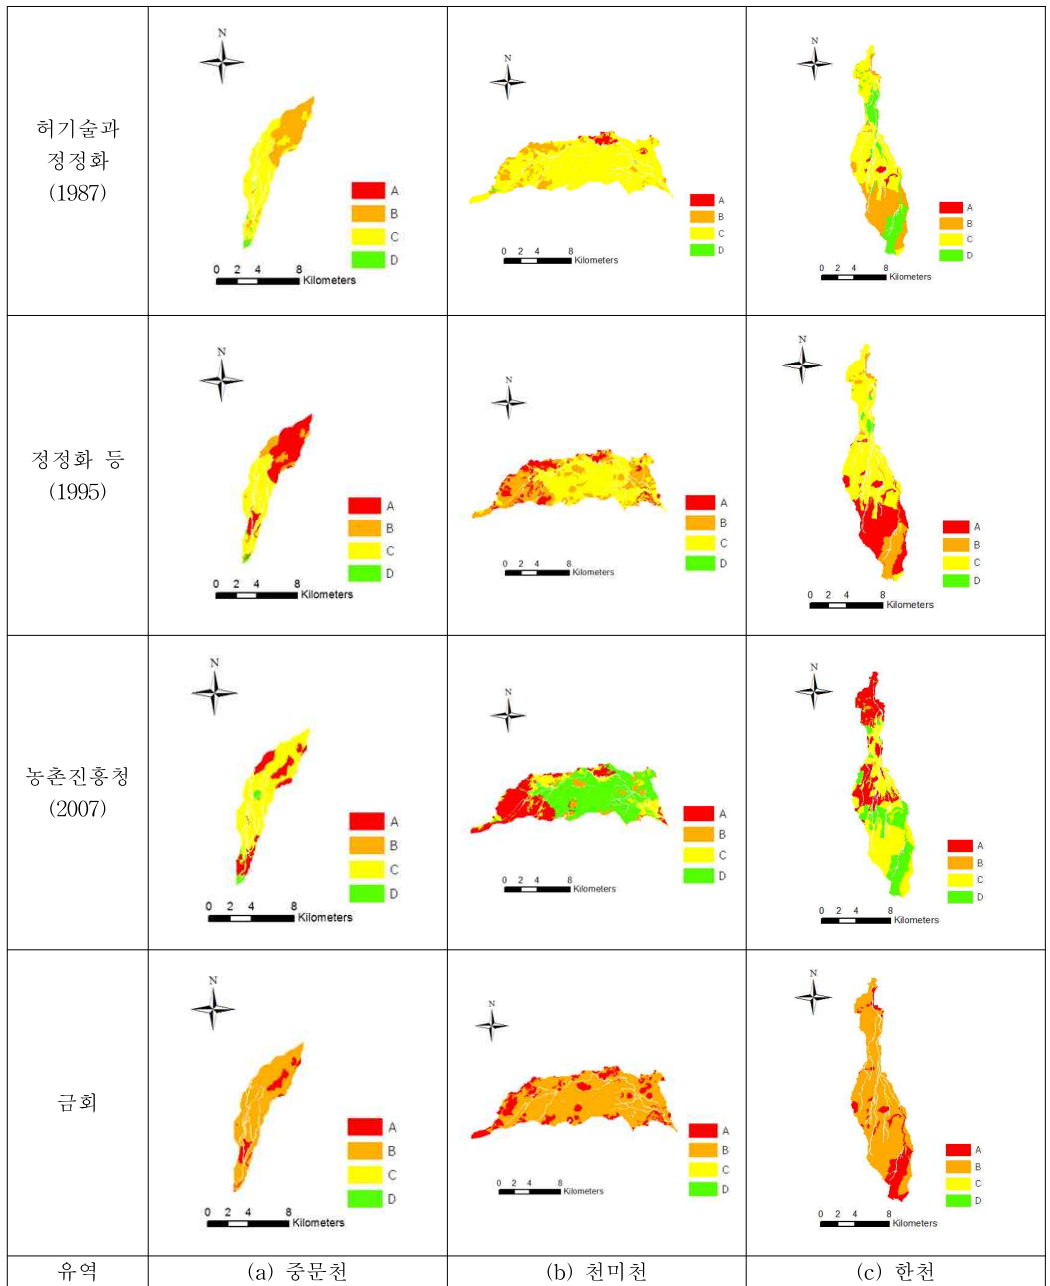 허기술과
정정화
(1987)
N
A
B
C
D
0 2 4 8
Kilometers
N
A
B
C
D
0 2 4 8
Kilometers
N
A
B
C
D
0 2 4 8
Kilometers
정정화 등
(1995)
N
A
B
C
D
0 2 4 8
Kilometers
N
A
B
C
D
0 2 4 8
Kilometers
N
A
B
C
D
0 2 4 8
Kilometers
농촌진흥청
(2007)
N
A
B
C
D
0 2 4 8
Kilometers
N
A
B
C
D
0 2 4 8
Kilometers
N
A
B
C
D
0 2 4 8
Kilometers
금회
N
A
B
C
D
0 2 4 8
Kilometers
N
A
B
C
D
0 2 4 8
Kilometers
N
A
B
C
D
0 2 4 8
Kilometers
유역
(a) 중문천
(b) 천미천
(c) 한천